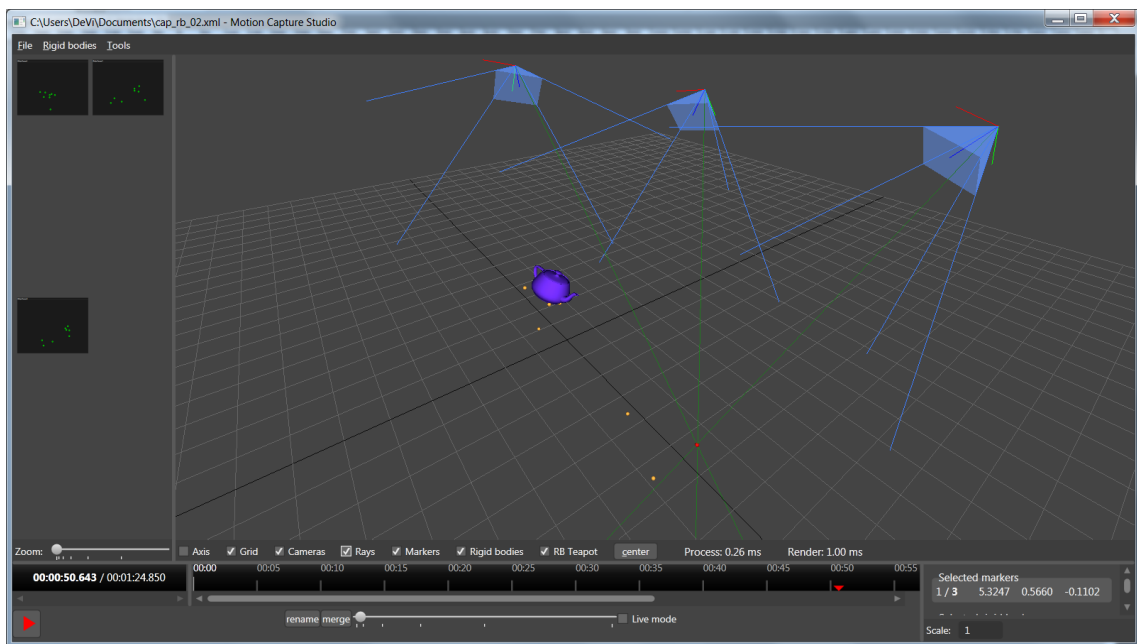 C:\Users\DeVi\Documents\cap_rb_02.xml - Motion Capture Studio
File Rigid bodies Tools
Zoom: Axis Grid Cameras Rays Markers Rigid bodies RB Teapot center Process: 0.26 ms Render: 1.00 ms
00:00:50.643 / 00:01:24.850
00:00 00:05 00:10 00:15 00:20 00:25 00:30 00:35 00:40 00:45 00:50 00:55
Selected markers
1 / 3 5.3247 0.5660 -0.1102
rename merge Live mode
Scale: 1